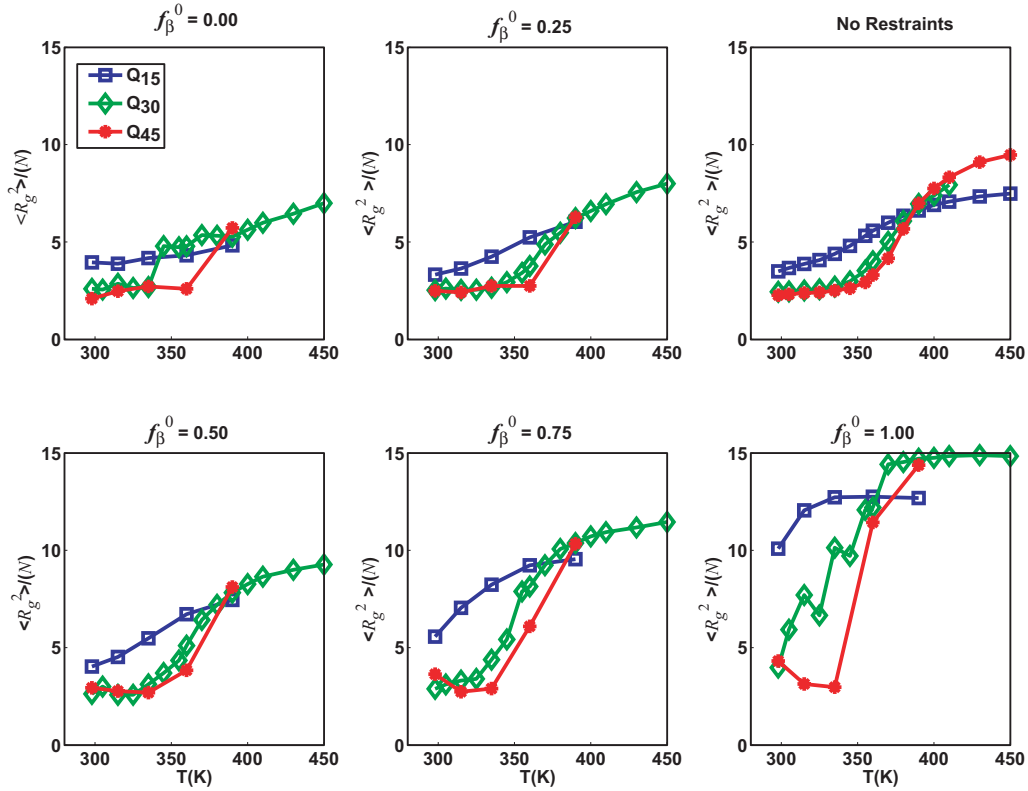 f_β^0 = 0.00
<R_g^2>/(N)
15
10
5
0
Q15
Q30
Q45
300 350 400 450
f_β^0 = 0.25
<R_g^2 >/(N)
15
10
5
0
300 350 400 450
No Restraints
<R_g^2 >/(N)
15
10
5
0
300 350 400 450
f_β^0 = 0.50
<R_g^2>/(N)
15
10
5
0
300 350 400 450
T(K)
f_β^0 = 0.75
<R_g^2 >/(N)
15
10
5
0
300 350 400 450
T(K)
f_β^0 = 1.00
<R_g^2 >/(N)
15
10
5
0
300 350 400 450
T(K)